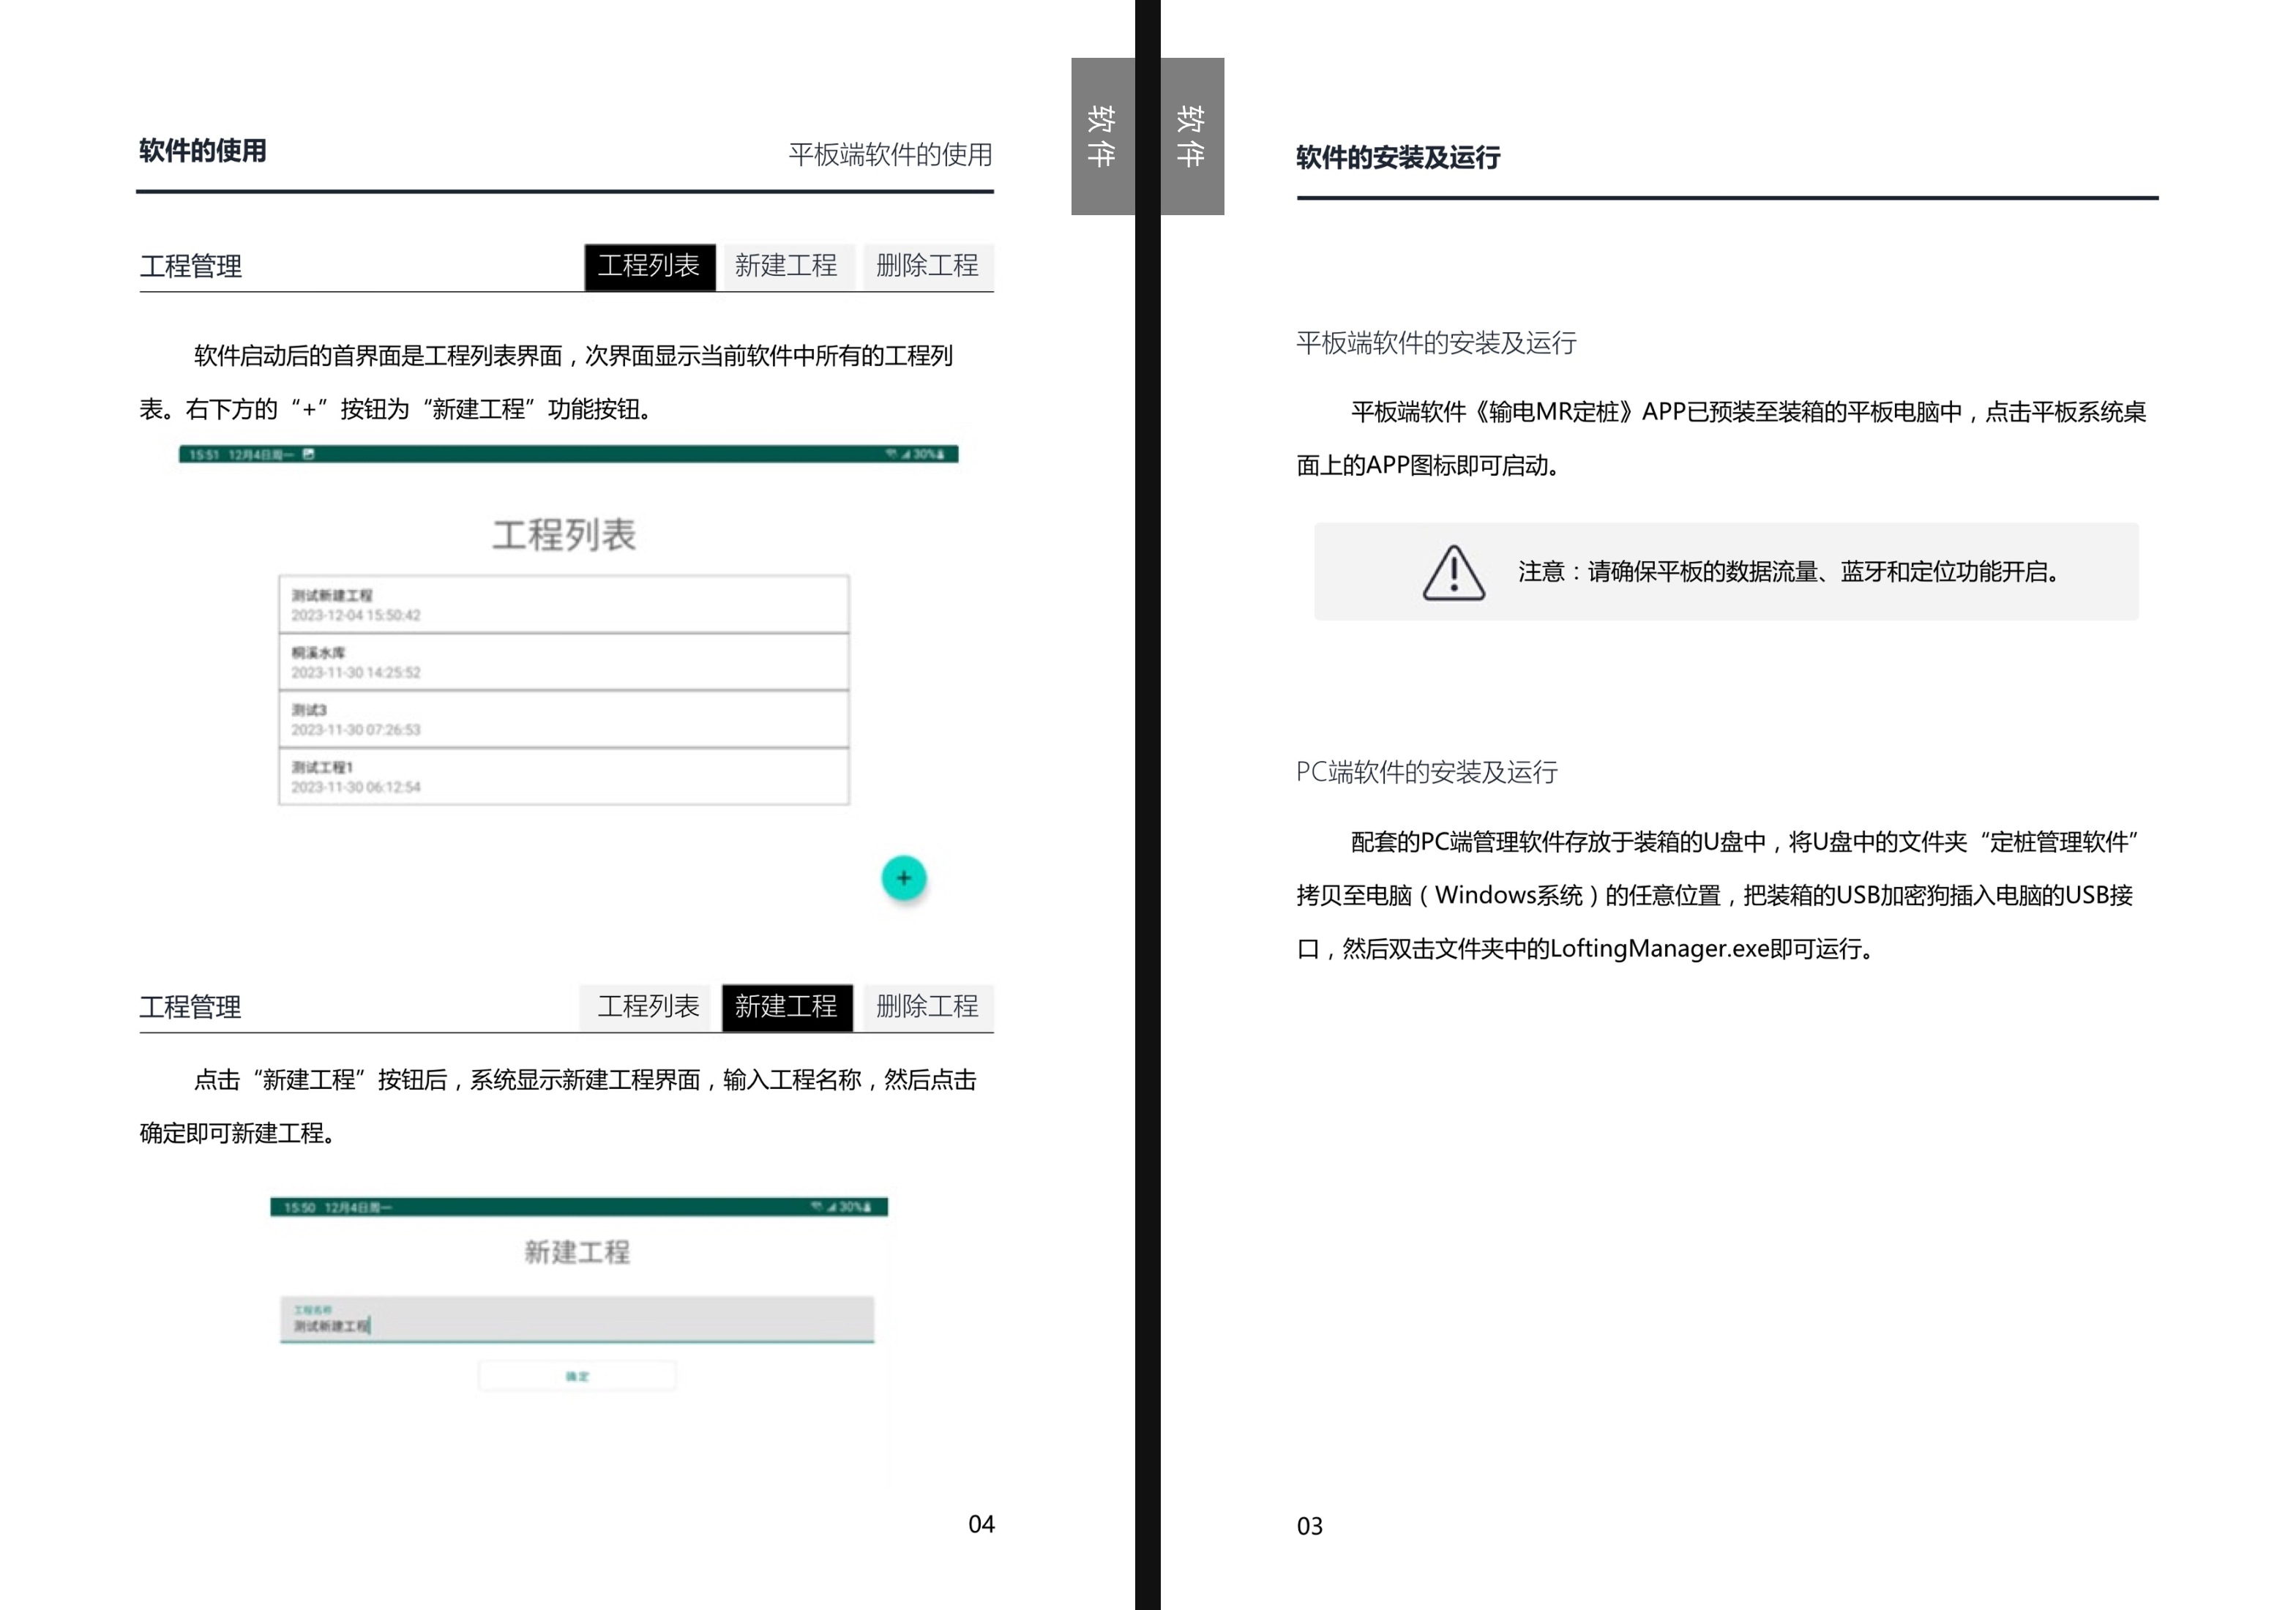 软件的使用
平板端软件的使用
软件
工程管理
工程列表 新建工程 删除工程
软件启动后的首界面是工程列表界面，次界面显示当前软件中所有的工程列
表。右下方的“+”按钮为“新建工程”功能按钮。
15:51 12月4日周一
30%
工程列表
测试新建工程
2023-12-04 15:50:42
桐溪水库
2023-11-30 14:25:52
测试3
2023-11-30 07:26:53
测试工程1
2023-11-30 06:12:54
+
工程管理
工程列表 新建工程 删除工程
点击“新建工程”按钮后，系统显示新建工程界面，输入工程名称，然后点击
确定即可新建工程。
15:50 12月4日周一
30%
新建工程
工程名称
测试新建工程
确定
04
软件
软件的安装及运行
平板端软件的安装及运行
平板端软件《输电MR定桩》APP已预装至装箱的平板电脑中，点击平板系统桌
面上的APP图标即可启动。
注意：请确保平板的数据流量、蓝牙和定位功能开启。
PC端软件的安装及运行
配套的PC端管理软件存放于装箱的U盘中，将U盘中的文件夹“定桩管理软件”
拷贝至电脑（Windows系统）的任意位置，把装箱的USB加密狗插入电脑的USB接
口，然后双击文件夹中的LoftingManager.exe即可运行。
03